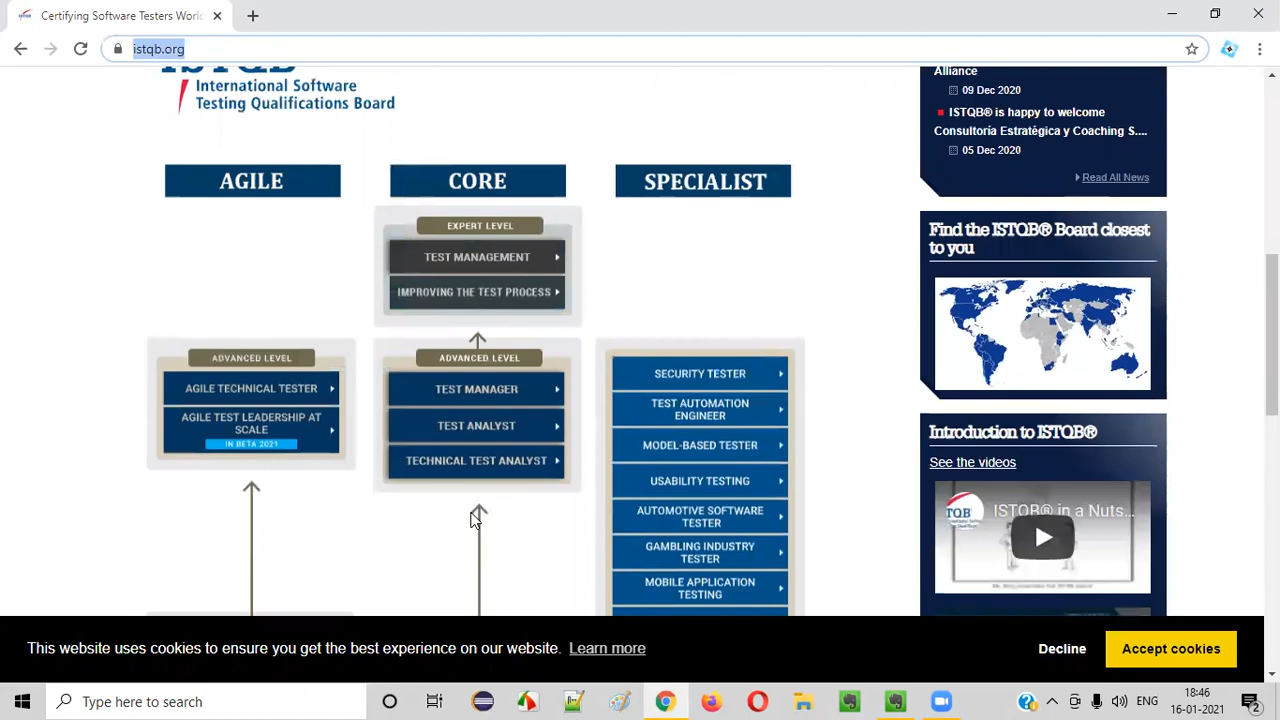 Certifying Software Testers World
istqb.org
ISTQB
International Software
Testing Qualifications Board
AGILE
CORE
SPECIALIST
EXPERT LEVEL
TEST MANAGEMENT
IMPROVING THE TEST PROCESS
ADVANCED LEVEL
AGILE TECHNICAL TESTER
AGILE TEST LEADERSHIP AT
SCALE
IN BETA 2021
ADVANCED LEVEL
TEST MANAGER
TEST ANALYST
TECHNICAL TEST ANALYST
SECURITY TESTER
TEST AUTOMATION
ENGINEER
MODEL-BASED TESTER
USABILITY TESTING
AUTOMOTIVE SOFTWARE
TESTER
GAMBLING INDUSTRY
TESTER
MOBILE APPLICATION
TESTING
Alliance
09 Dec 2020
ISTQB® is happy to welcome
Consultoría Estratégica y Coaching S....
05 Dec 2020
Read All News
Find the ISTQB® Board closest
to you
Introduction to ISTQB®
See the videos
ISTQB® in a Nuts...
This website uses cookies to ensure you get the best experience on our website. Learn more
Decline
Accept cookies
Type here to search
ENG
18:46
16-01-2021
2